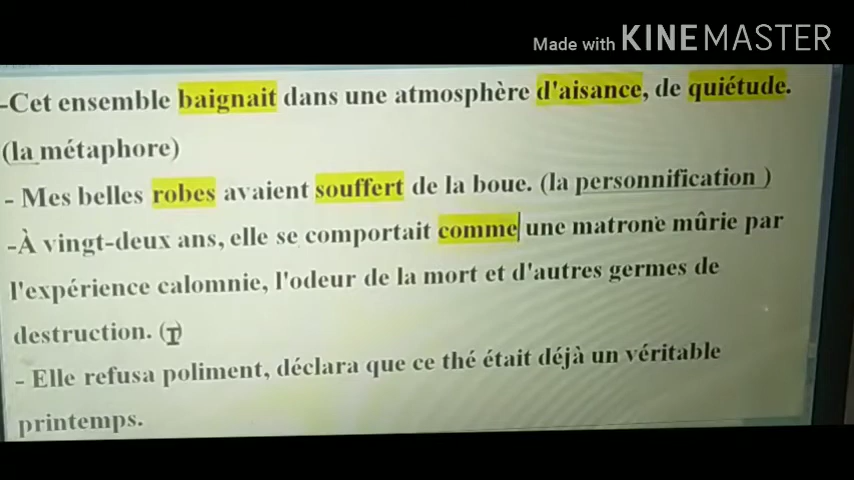 Made with KINEMASTER
-Cet ensemble baignait dans une atmosphère d'aisance, de quiétude.
(la métaphore)
- Mes belles robes avaient souffert de la boue. (la personnification )
-À vingt-deux ans, elle se comportait comme une matrone mûrie par
l'expérience calomnie, l'odeur de la mort et d'autres germes de
destruction. ( )
- Elle refusa poliment, déclara que ce thé était déjà un véritable
printemps.